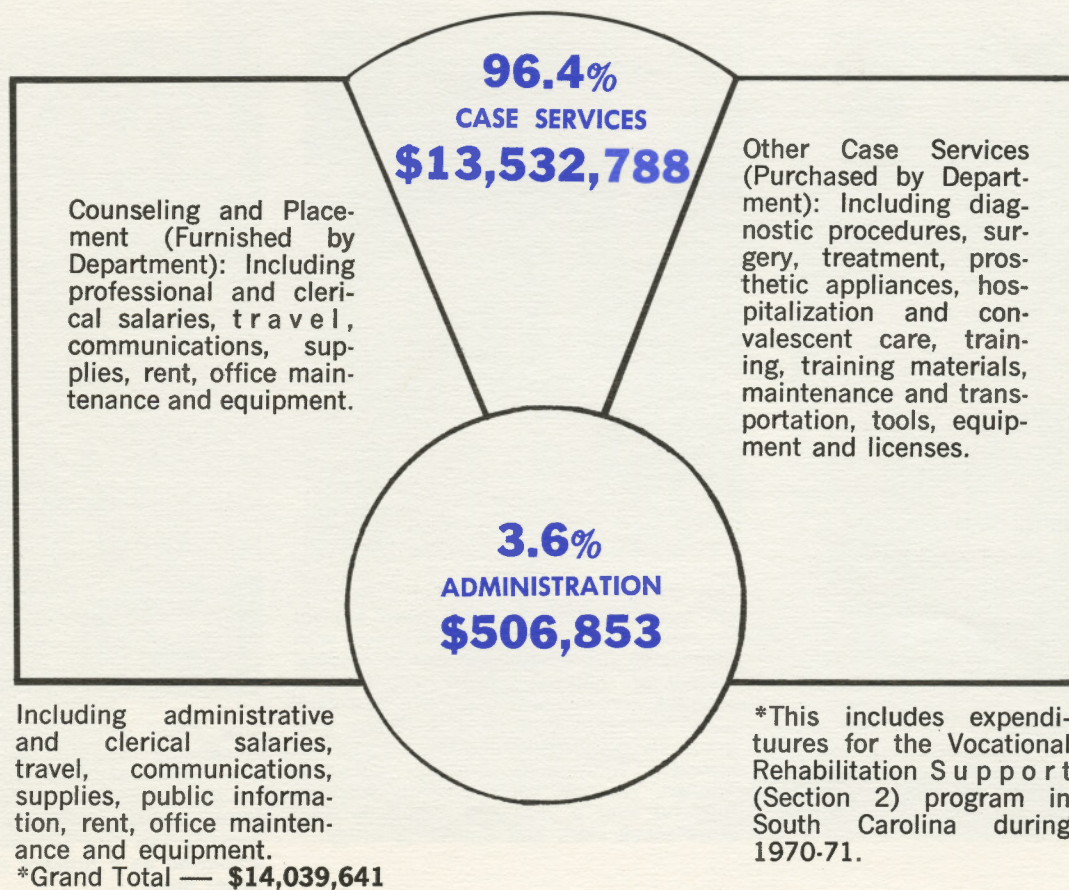 96.4%
CASE SERVICES
$13,532,788
Counseling and Place-
ment (Furnished by
Department): Including
professional and cleri-
cal salaries, travel,
communications, sup-
plies, rent, office main-
tenance and equipment.
Other Case Services
(Purchased by Depart-
ment): Including diag-
nostic procedures, sur-
gery, treatment, pros-
thetic appliances, hos-
pitalization and con-
valescent care, train-
ing, training materials,
maintenance and trans-
portation, tools, equip-
ment and licenses.
3.6%
ADMINISTRATION
$506,853
Including administrative
and clerical salaries,
travel, communications,
supplies, public informa-
tion, rent, office mainten-
ance and equipment.
*Grand Total — $14,039,641
*This includes expendi-
tuures for the Vocational
Rehabilitation Support
(Section 2) program in
South Carolina during
1970-71.